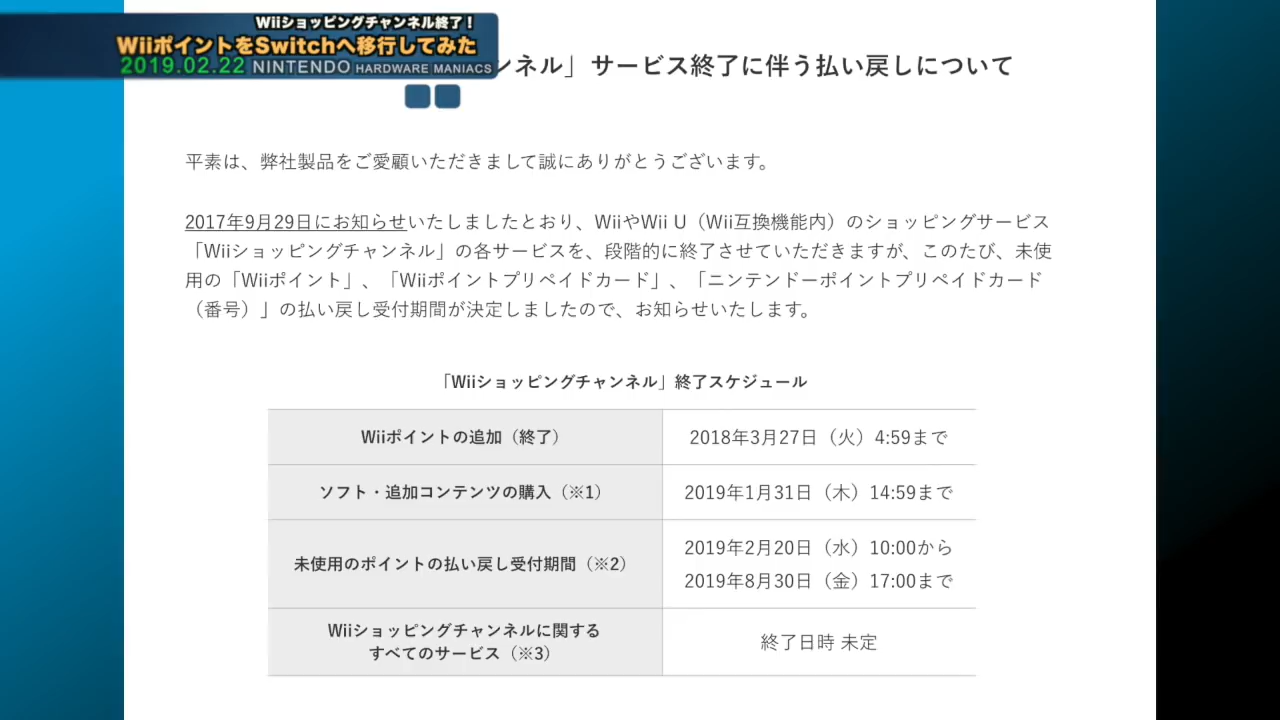 Wiiショッピングチャンネル終了！
WiiポイントをSwitchへ移行してみた
2019.02.22 NINTENDO HARDWARE MANIACS
ンネル」サービス終了に伴う払い戻しについて
平素は、弊社製品をご愛顧いただきまして誠にありがとうございます。
2017年9月29日にお知らせいたしましたとおり、WiiやWii U（Wii互換機能内）のショッピングサービス
「Wiiショッピングチャンネル」の各サービスを、段階的に終了させていただきますが、このたび、未使
用の「Wiiポイント」、「Wiiポイントプリペイドカード」、「ニンテンドーポイントプリペイドカード
（番号）」の払い戻し受付期間が決定しましたので、お知らせいたします。
「Wiiショッピングチャンネル」終了スケジュール
Wiiポイントの追加（終了）
2018年3月27日（火）4:59まで
ソフト・追加コンテンツの購入（※1）
2019年1月31日（木）14:59まで
未使用のポイントの払い戻し受付期間（※2）
2019年2月20日（水）10:00から
2019年8月30日（金）17:00まで
Wiiショッピングチャンネルに関する
すべてのサービス（※3）
終了日時 未定